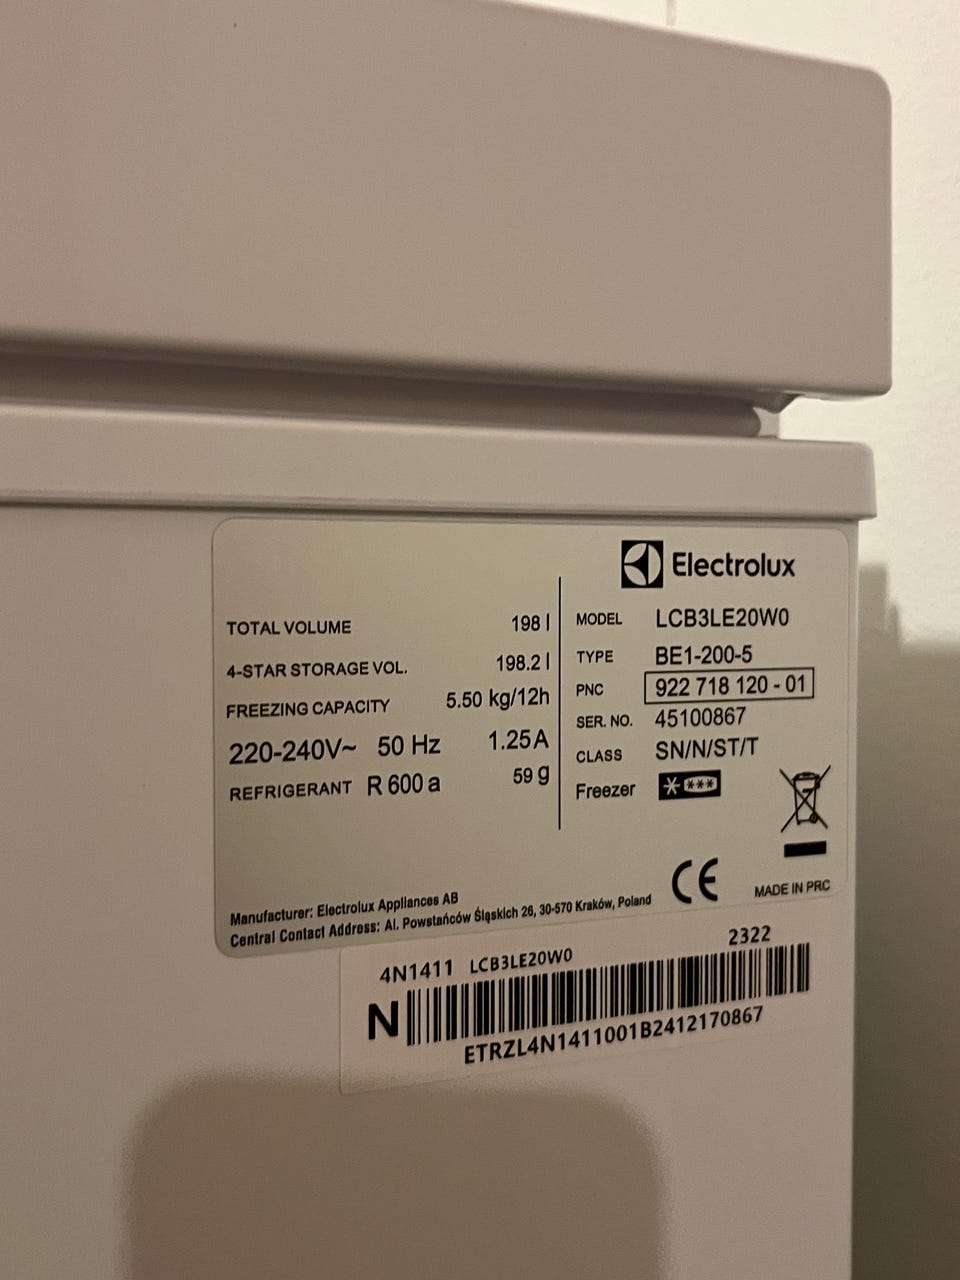 Electrolux
TOTAL VOLUME 198 l
4-STAR STORAGE VOL. 198.2 l
FREEZING CAPACITY 5.50 kg/12h
220-240V~ 50 Hz 1.25A
REFRIGERANT R 600 a 59 g
MODEL LCB3LE20W0
TYPE BE1-200-5
PNC 922 718 120 - 01
SER. NO. 45100867
CLASS SN/N/ST/T
Freezer * ***
CE
MADE IN PRC
Manufacturer: Electrolux Appliances AB
Central Contact Address: Al. Powstańców Śląskich 26, 30-570 Kraków, Poland
4N1411 LCB3LE20W0 2322
N
ETRZL4N1411001B2412170867